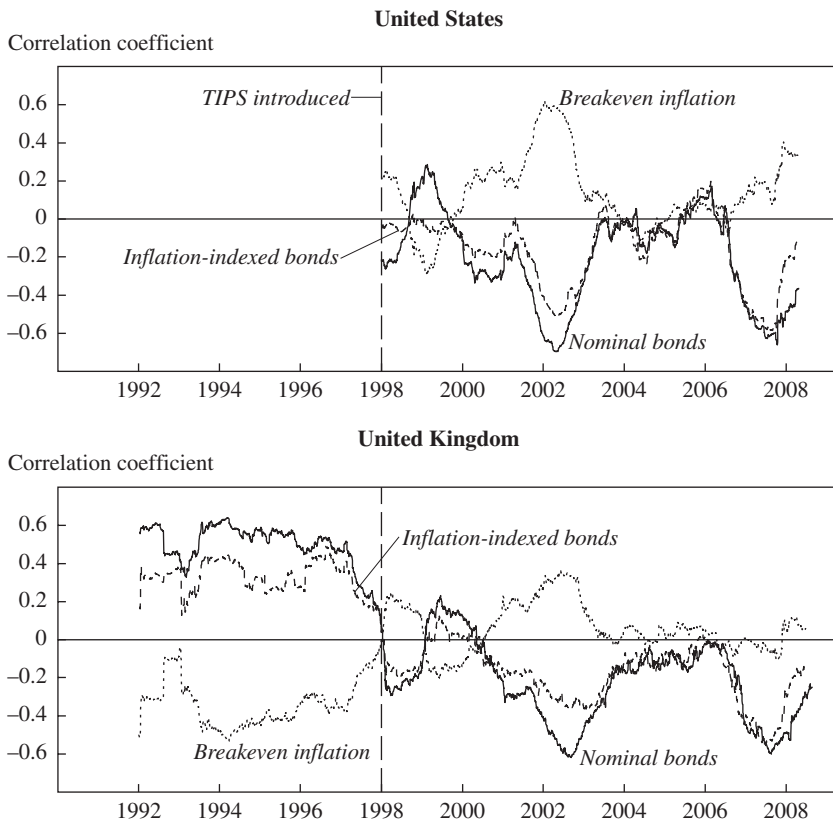 United States
Correlation coefficient
TIPS introduced
Breakeven inflation
0.6
0.4
0.2
0
–0.2
–0.4
–0.6
Inflation-indexed bonds
Nominal bonds
1992 1994 1996 1998 2000 2002 2004 2006 2008
United Kingdom
Correlation coefficient
0.6
0.4
0.2
0
–0.2
–0.4
–0.6
Inflation-indexed bonds
Breakeven inflation
Nominal bonds
1992 1994 1996 1998 2000 2002 2004 2006 2008